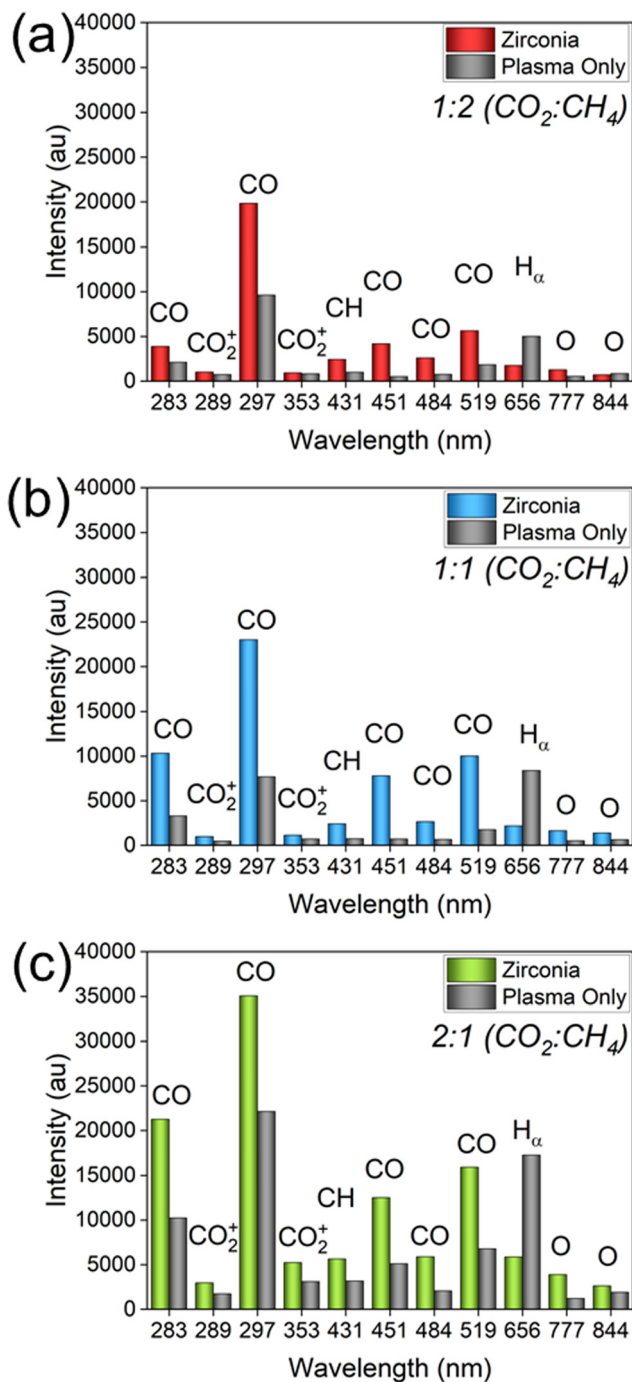 (a)
40000
35000
30000
25000
20000
15000
10000
5000
0
Intensity (au)
Zirconia
Plasma Only
1:2 (CO₂:CH₄)
CO
CO₂⁺
CO
CO₂⁺
CH
CO
CO
CO
Hα
O
O
283 289 297 353 431 451 484 519 656 777 844
Wavelength (nm)
(b)
40000
35000
30000
25000
20000
15000
10000
5000
0
Intensity (au)
Zirconia
Plasma Only
1:1 (CO₂:CH₄)
CO
CO₂⁺
CO
CO₂⁺
CH
CO
CO
CO
Hα
O
O
283 289 297 353 431 451 484 519 656 777 844
Wavelength (nm)
(c)
40000
35000
30000
25000
20000
15000
10000
5000
0
Intensity (au)
Zirconia
Plasma Only
2:1 (CO₂:CH₄)
CO
CO₂⁺
CO
CO₂⁺
CH
CO
CO
CO
Hα
O
O
283 289 297 353 431 451 484 519 656 777 844
Wavelength (nm)